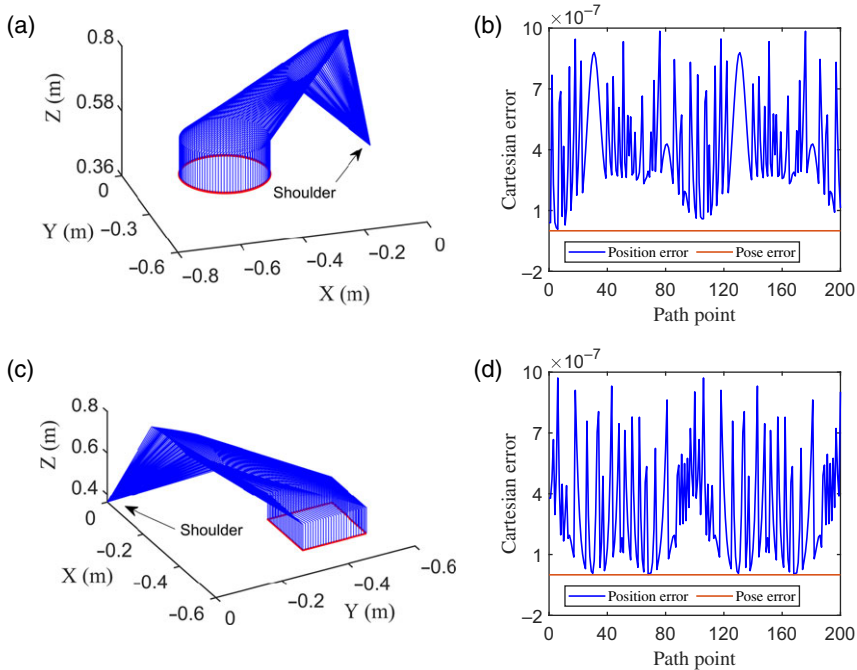 (a)
0.8
0.58
0.36
Z (m)
0
−0.3
−0.6
Y (m)
−0.8
−0.6
−0.4
−0.2
0
X (m)
Shoulder
(b)
×10−7
10
7
4
1
−2
Cartesian error
Position error
Pose error
0
40
80
120
160
200
Path point
(c)
0.8
0.6
0.4
Z (m)
0
−0.2
−0.4
−0.6
X (m)
0
−0.2
−0.4
−0.6
Y (m)
Shoulder
(d)
×10−7
10
7
4
1
−2
Cartesian error
Position error
Pose error
0
40
80
120
160
200
Path point